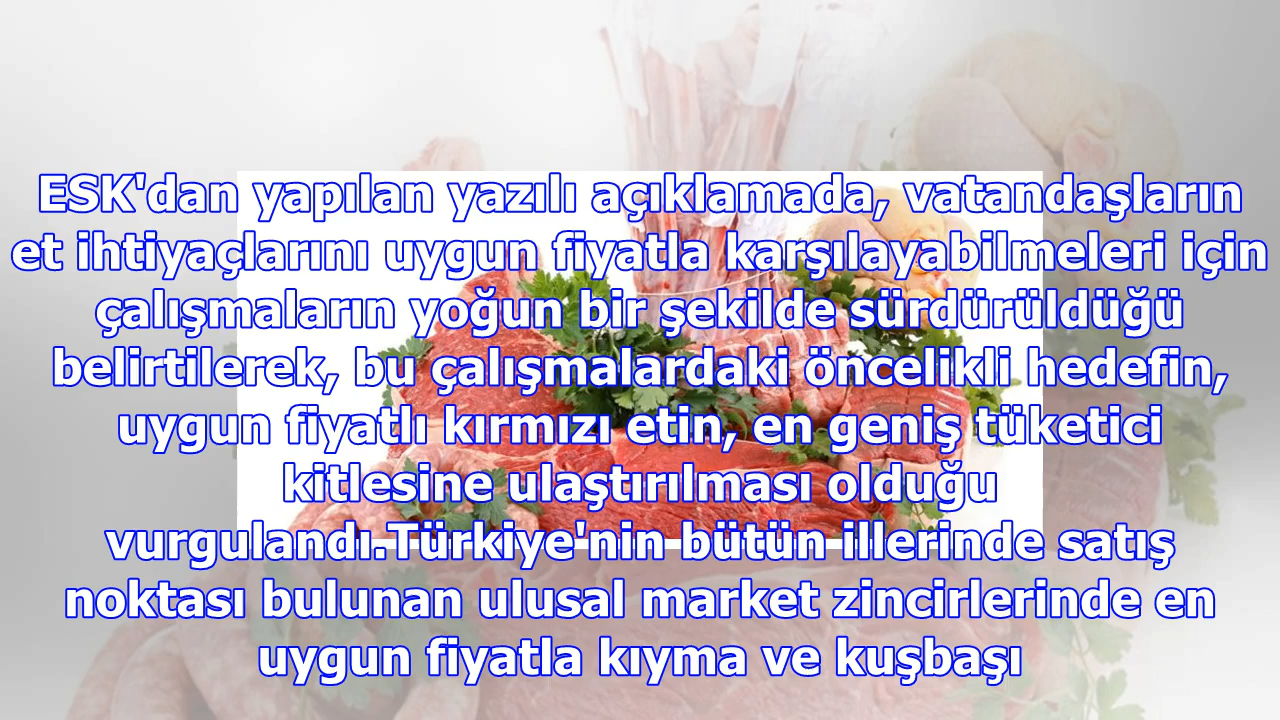 ESK'dan yapılan yazılı açıklamada, vatandaşların
et ihtiyaçlarını uygun fiyatla karşılayabilmeleri için
çalışmaların yoğun bir şekilde sürdürüldüğü
belirtilerek, bu çalışmalardaki öncelikli hedefin,
uygun fiyatlı kırmızı etin, en geniş tüketici
kitlesine ulaştırılması olduğu
vurgulandı.Türkiye'nin bütün illerinde satış
noktası bulunan ulusal market zincirlerinde en
uygun fiyatla kıyma ve kuşbaşı